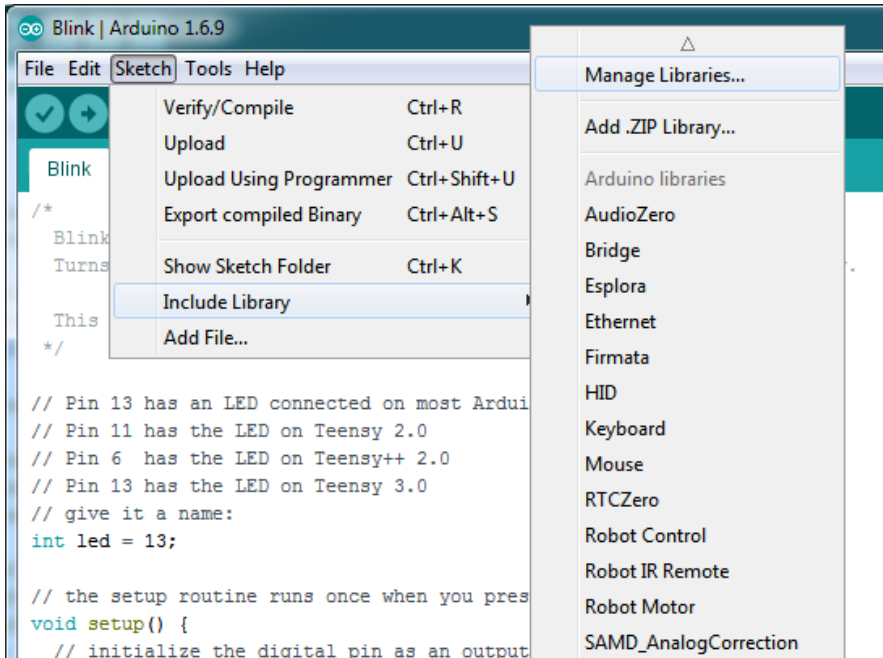 Blink | Arduino 1.6.9
File Edit Sketch Tools Help
Verify/Compile Ctrl+R
Upload Ctrl+U
Upload Using Programmer Ctrl+Shift+U
Export compiled Binary Ctrl+Alt+S
Show Sketch Folder Ctrl+K
Include Library
Add File...
Manage Libraries...
Add .ZIP Library...
Arduino libraries
AudioZero
Bridge
Esplora
Ethernet
Firmata
HID
Keyboard
Mouse
RTCZero
Robot Control
Robot IR Remote
Robot Motor
SAMD_AnalogCorrection
Blink
/*
Blink
Turns .
This
*/
// Pin 13 has an LED connected on most Ardui
// Pin 11 has the LED on Teensy 2.0
// Pin 6  has the LED on Teensy++ 2.0
// Pin 13 has the LED on Teensy 3.0
// give it a name:
int led = 13;
// the setup routine runs once when you pres
void setup() {
// initialize the digital pin as an output